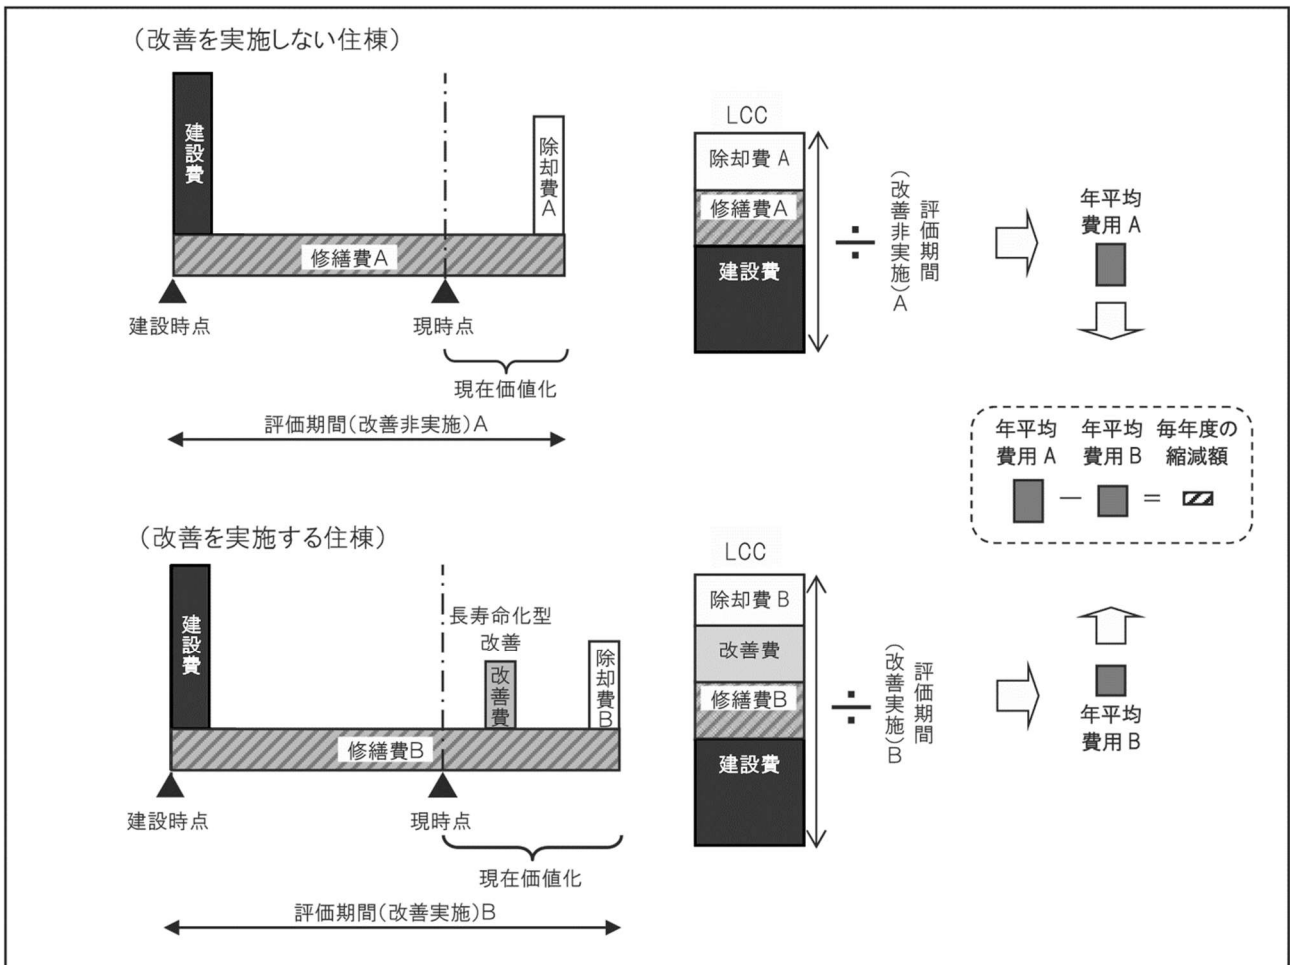 (改善を実施しない住棟)
建設費
除却費A
修繕費A
建設時点
現時点
現在価値化
評価期間(改善非実施)A
LCC
除却費 A
修繕費A
建設費
÷
評価期間
(改善非実施)A
年平均
費用 A
年平均
費用 A
年平均
費用 B
毎年度の
縮減額
－
＝
(改善を実施する住棟)
建設費
長寿命化型
改善
改善費
除却費B
修繕費B
建設時点
現時点
現在価値化
評価期間(改善実施)B
LCC
除却費 B
改善費
修繕費B
建設費
÷
評価期間
(改善実施)B
年平均
費用 B